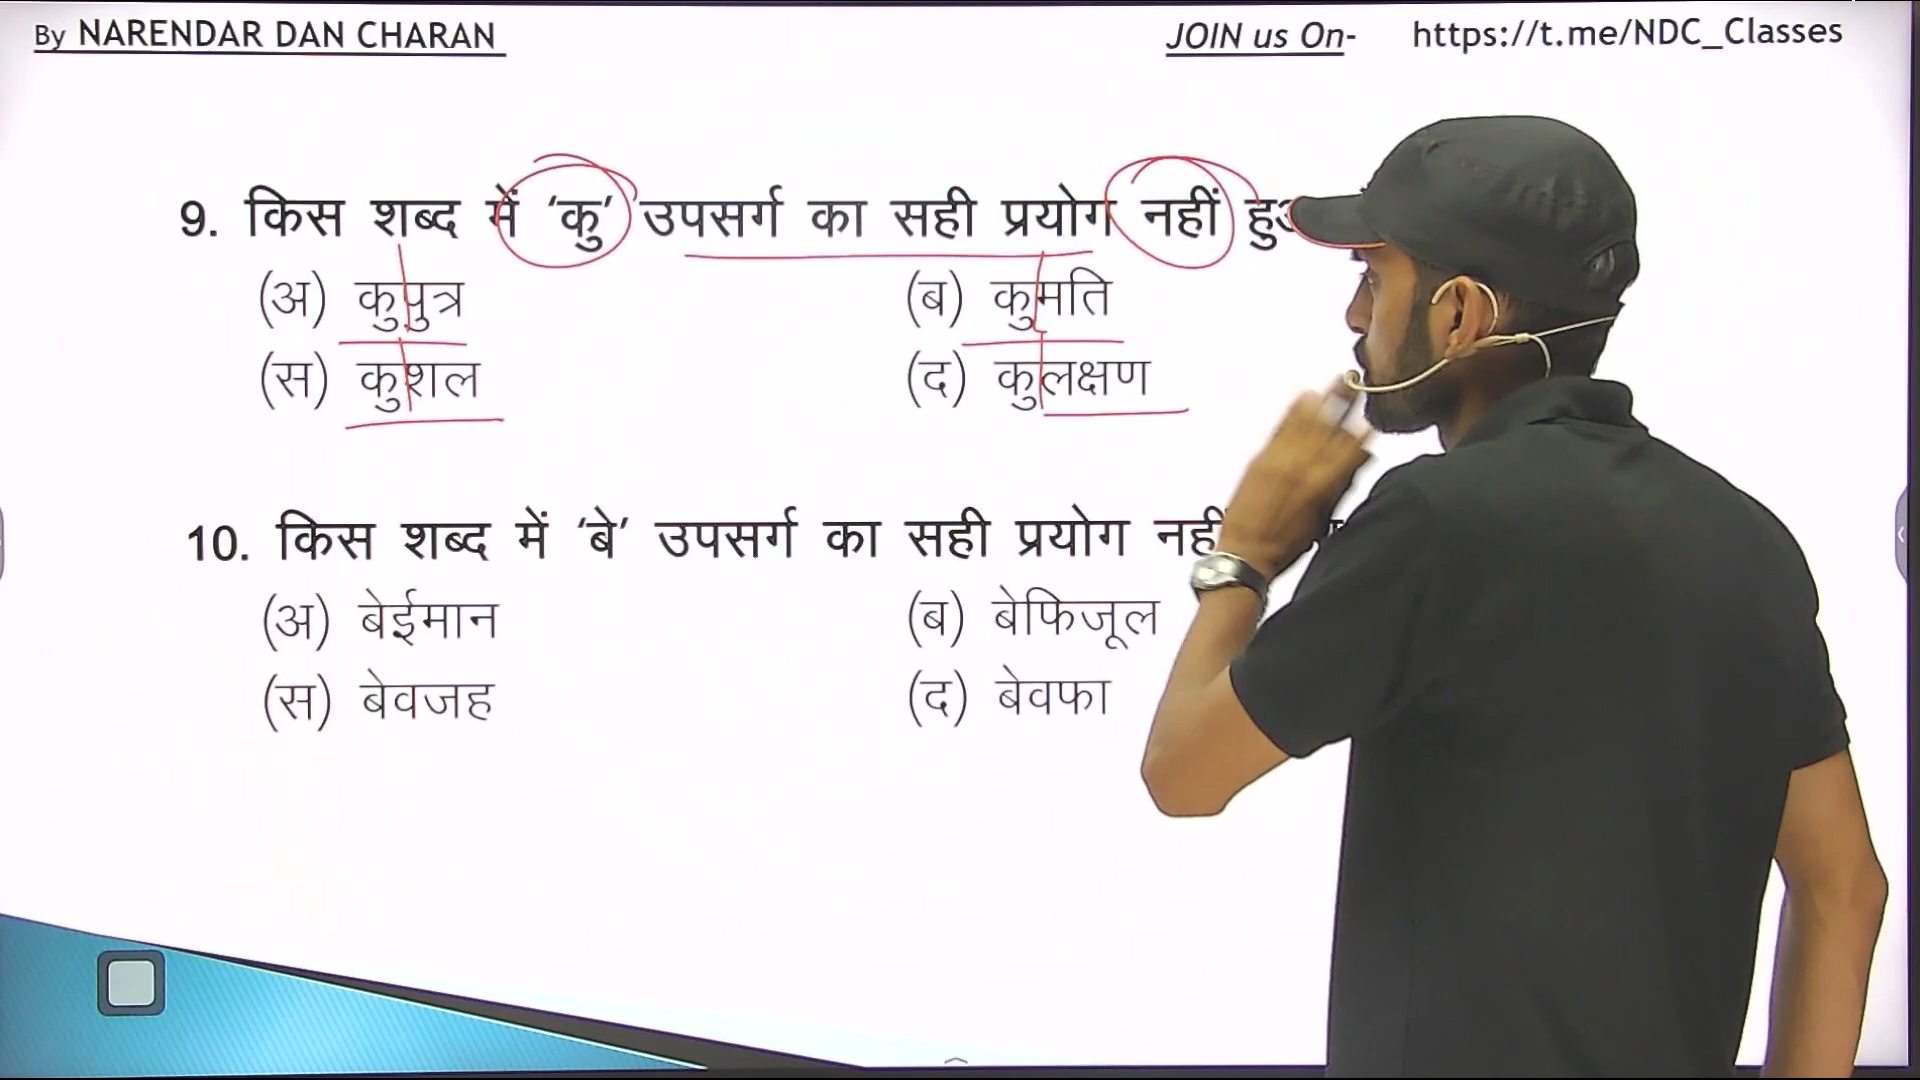 By NARENDAR DAN CHARAN
JOIN us On- https://t.me/NDC_Classes
9. किस शब्द में ‘कु’ उपसर्ग का सही प्रयोग नहीं
(अ) कुपुत्र (ब) कुमति
(स) कुशल (द) कुलक्षण
10. किस शब्द में ‘बे’ उपसर्ग का सही प्रयोग
(अ) बेईमान (ब) बेफिजूल
(स) बेवजह (द) बेवफा